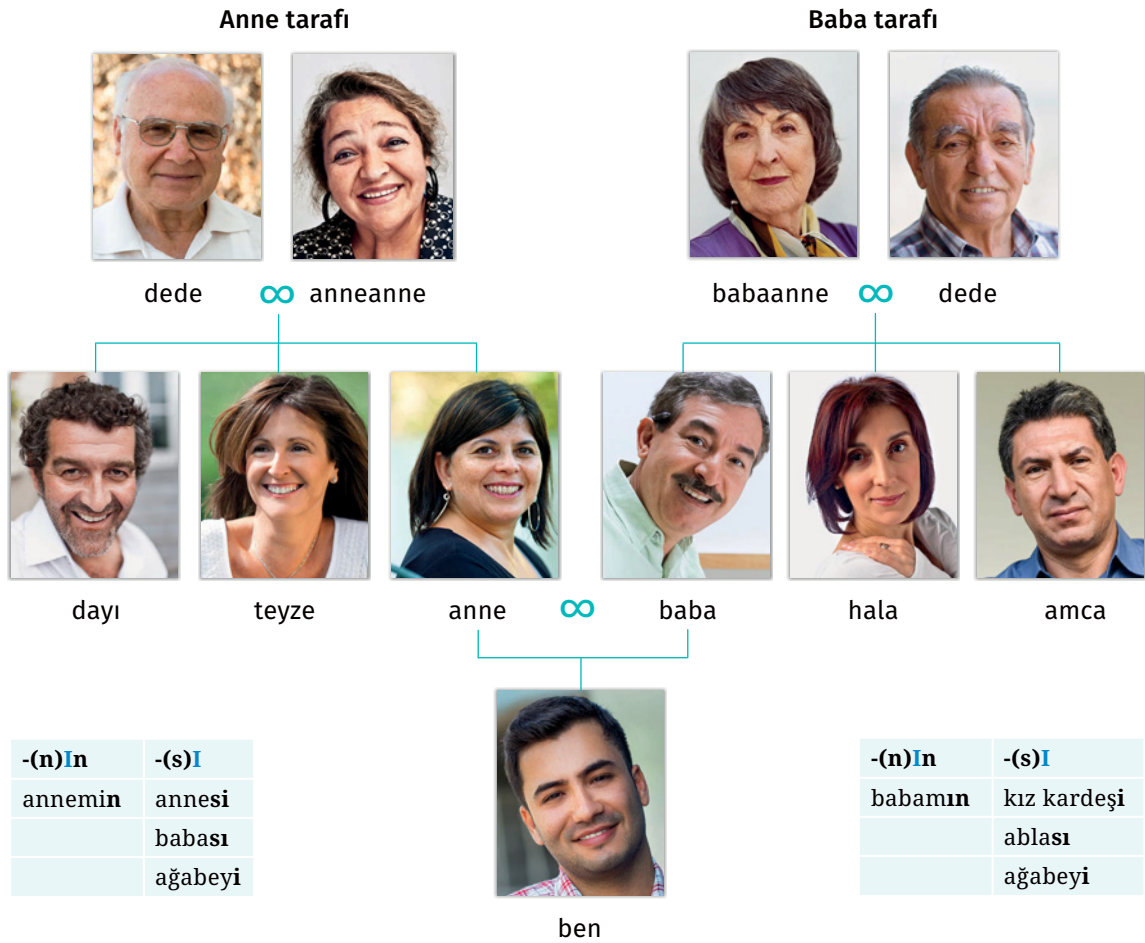 Anne tarafı
Baba tarafı
dede ∞ anneanne
babaanne ∞ dede
dayı
teyze
anne ∞ baba
hala
amca
-(n)In -(s)I
annemin annesi
babası
ağabeyi
-(n)In -(s)I
babamın kız kardeşi
ablası
ağabeyi
ben